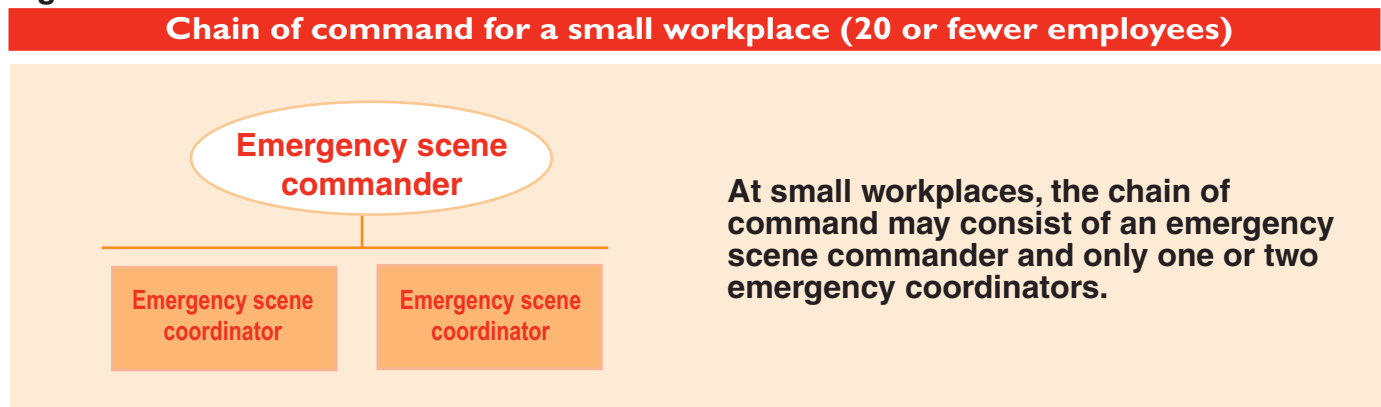 Chain of command for a small workplace (20 or fewer employees)
Emergency scene
commander
Emergency scene
coordinator
Emergency scene
coordinator
At small workplaces, the chain of
command may consist of an emergency
scene commander and only one or two
emergency coordinators.